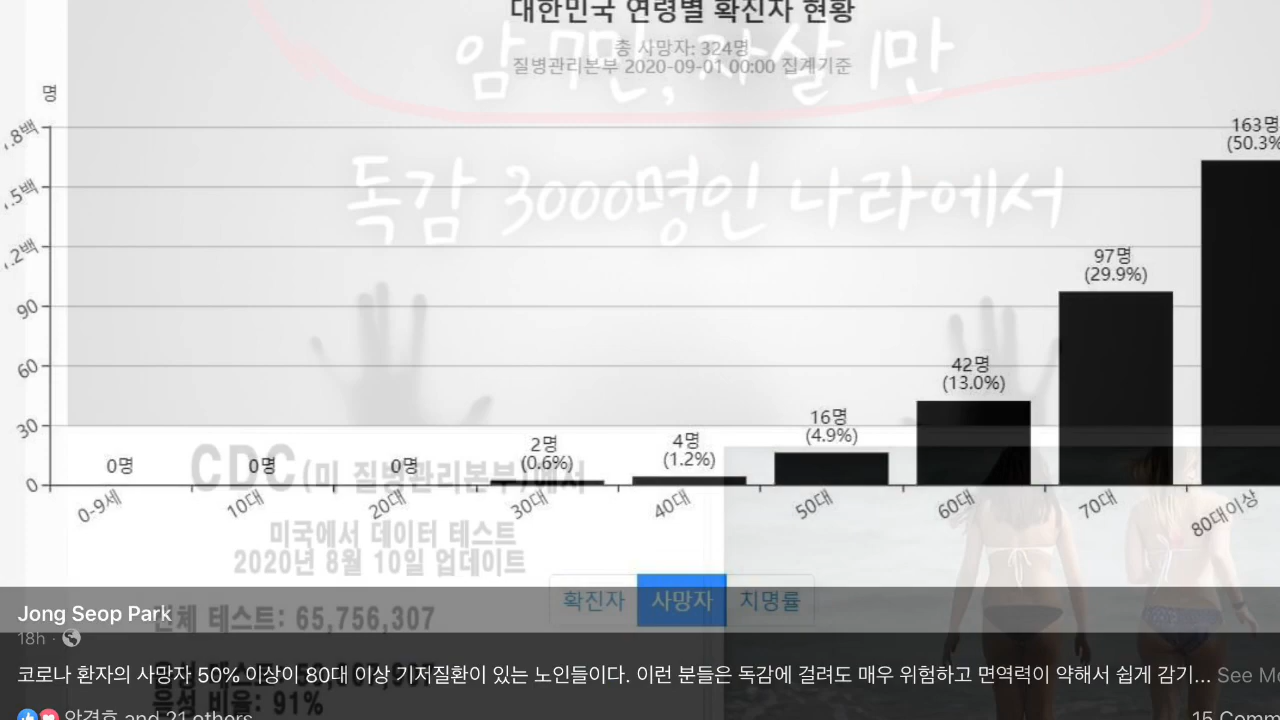 대한민국 연령별 확진자 현황
총 사망자: 324명
질병관리본부 2020-09-01 00:00 집계기준
암 7만, 자살 1만
독감 3000명인 나라에서
명
1.8백
1.5백
1.2백
90
60
30
0
0명
0명
0명
2명
(0.6%)
4명
(1.2%)
16명
(4.9%)
42명
(13.0%)
97명
(29.9%)
163명
(50.3%
0-9세
10대
20대
30대
40대
50대
60대
70대
80대이상
CDC(미 질병관리본부)에서
미국에서 데이터 테스트
2020년 8월 10일 업데이트
확진자
사망자
치명률
전체 테스트: 65,756,307
음성 비율: 91%
Jong Seop Park
18h ·
코로나 환자의 사망자 50% 이상이 80대 이상 기저질환이 있는 노인들이다. 이런 분들은 독감에 걸려도 매우 위험하고 면역력이 약해서 쉽게 감기... See Mo
안경호 and 21 others
15 Comm